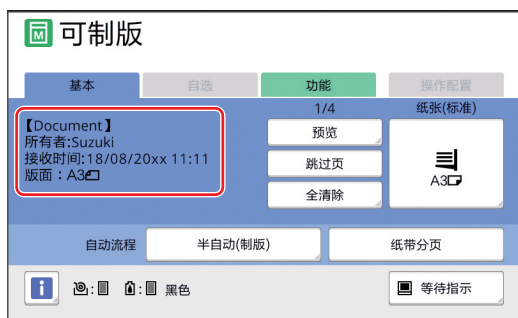 可制版
基本
自选
功能
操作配置
【Document】
所有者:Suzuki
接收时间:18/08/20xx 11:11
版面：A3
1/4
预览
跳过页
全清除
纸张(标准)
A3
自动流程
半自动(制版)
纸带分页
黑色
等待指示